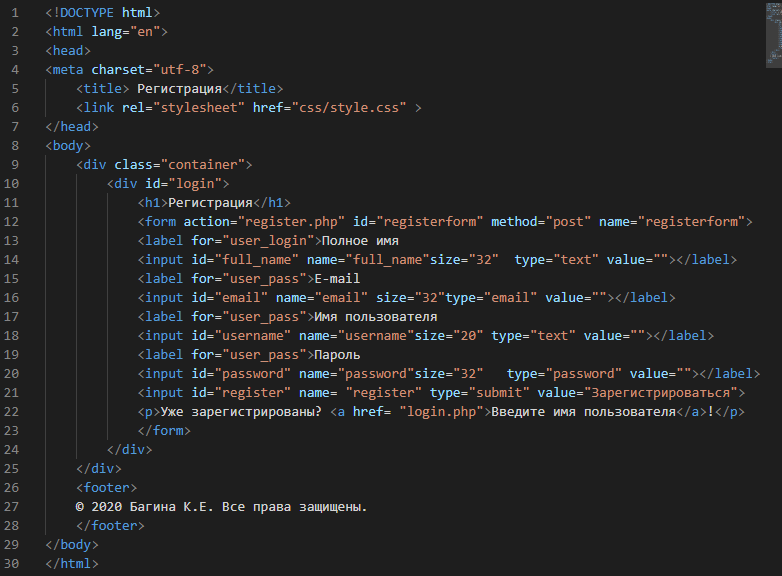 1 <!DOCTYPE html>
2 <html lang="en">
3 <head>
4 <meta charset="utf-8">
5 <title> Регистрация</title>
6 <link rel="stylesheet" href="css/style.css" >
7 </head>
8 <body>
9 <div class="container">
10 <div id="login">
11 <h1>Регистрация</h1>
12 <form action="register.php" id="registerform" method="post" name="registerform">
13 <label for="user_login">Полное имя
14 <input id="full_name" name="full_name"size="32"  type="text" value=""></label>
15 <label for="user_pass">E-mail
16 <input id="email" name="email" size="32"type="email" value=""></label>
17 <label for="user_pass">Имя пользователя
18 <input id="username" name="username"size="20" type="text" value=""></label>
19 <label for="user_pass">Пароль
20 <input id="password" name="password"size="32"   type="password" value=""></label>
21 <input id="register" name= "register" type="submit" value="Зарегистрироваться">
22 <p>Уже зарегистрированы? <a href= "login.php">Введите имя пользователя</a>!</p>
23 </form>
24 </div>
25 </div>
26 <footer>
27 © 2020 Багина К.Е. Все права защищены.
28 </footer>
29 </body>
30 </html>